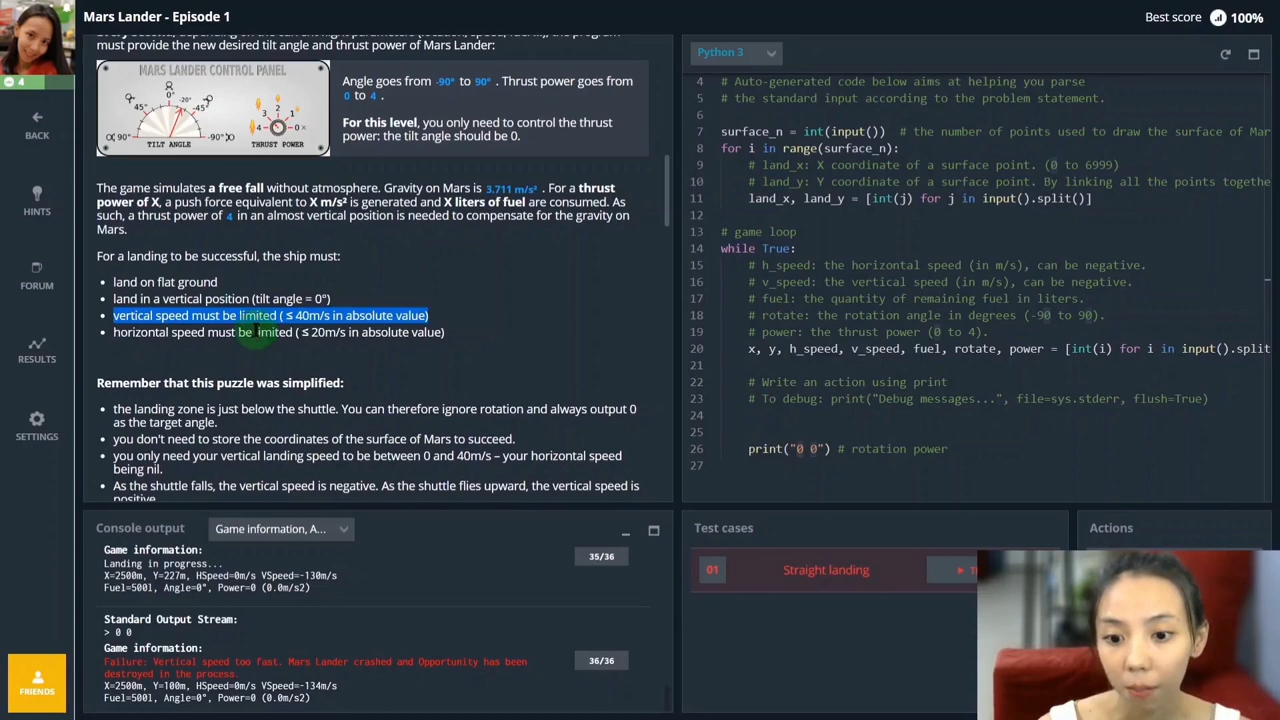 Mars Lander - Episode 1
Best score 100%
4
BACK
HINTS
FORUM
RESULTS
SETTINGS
FRIENDS
must provide the new desired tilt angle and thrust power of Mars Lander:
MARS LANDER CONTROL PANEL
0°
45°
-20°
-45°
90°
-90°
TILT ANGLE
2
3
1
4
0
THRUST POWER
Angle goes from -90° to 90° . Thrust power goes from
0 to 4 .
For this level, you only need to control the thrust
power: the tilt angle should be 0.
The game simulates a free fall without atmosphere. Gravity on Mars is 3.711 m/s² . For a thrust
power of X, a push force equivalent to X m/s² is generated and X liters of fuel are consumed. As
such, a thrust power of 4 in an almost vertical position is needed to compensate for the gravity on
Mars.
For a landing to be successful, the ship must:
• land on flat ground
• land in a vertical position (tilt angle = 0°)
• vertical speed must be limited ( ≤ 40m/s in absolute value)
• horizontal speed must be limited ( ≤ 20m/s in absolute value)
Remember that this puzzle was simplified:
• the landing zone is just below the shuttle. You can therefore ignore rotation and always output 0
as the target angle.
• you don't need to store the coordinates of the surface of Mars to succeed.
• you only need your vertical landing speed to be between 0 and 40m/s – your horizontal speed
being nil.
• As the shuttle falls, the vertical speed is negative. As the shuttle flies upward, the vertical speed is
positive.
Python 3
4 # Auto-generated code below aims at helping you parse
5 # the standard input according to the problem statement.
6
7 surface_n = int(input()) # the number of points used to draw the surface of Mar
8 for i in range(surface_n):
9 # land_x: X coordinate of a surface point. (0 to 6999)
10 # land_y: Y coordinate of a surface point. By linking all the points togethe
11 land_x, land_y = [int(j) for j in input().split()]
12
13 # game loop
14 while True:
15 # h_speed: the horizontal speed (in m/s), can be negative.
16 # v_speed: the vertical speed (in m/s), can be negative.
17 # fuel: the quantity of remaining fuel in liters.
18 # rotate: the rotation angle in degrees (-90 to 90).
19 # power: the thrust power (0 to 4).
20 x, y, h_speed, v_speed, fuel, rotate, power = [int(i) for i in input().split
21
22 # Write an action using print
23 # To debug: print("Debug messages...", file=sys.stderr, flush=True)
24
25
26 print("0 0") # rotation power
27
Console output Game information, A...
Game information:
35/36
Landing in progress...
X=2500m, Y=227m, HSpeed=0m/s VSpeed=-130m/s
Fuel=500l, Angle=0°, Power=0 (0.0m/s2)
Standard Output Stream:
> 0 0
Game information:
36/36
Failure: Vertical speed too fast. Mars Lander crashed and Opportunity has been
destroyed in the process.
X=2500m, Y=100m, HSpeed=0m/s VSpeed=-134m/s
Fuel=500l, Angle=0°, Power=0 (0.0m/s2)
Test cases
01 Straight landing
Actions